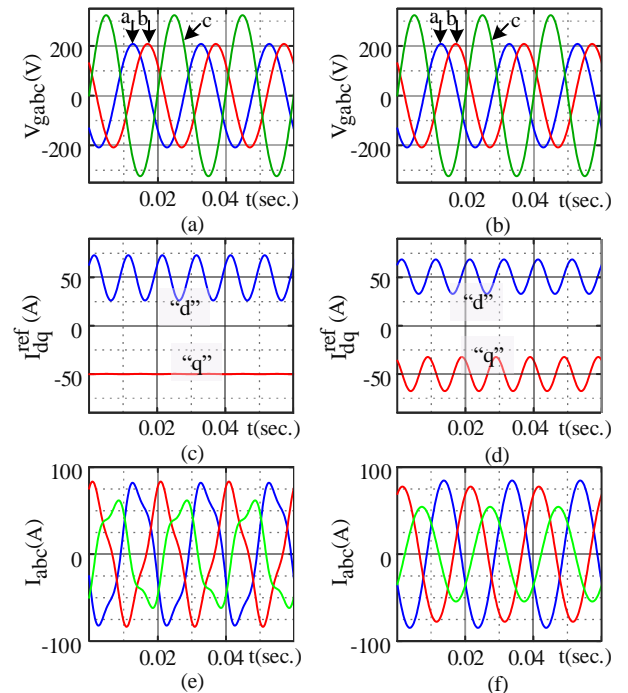 a b c
V_gabc(V)
200
0
-200
0.02 0.04 t(sec.)
(a)
a b c
V_gabc(V)
200
0
-200
0.02 0.04 t(sec.)
(b)
I_dq^ref (A)
50
0
-50
“d”
“q”
0.02 0.04 t(sec.)
(c)
I_dq^ref (A)
50
0
-50
“d”
“q”
0.02 0.04 t(sec.)
(d)
I_abc(A)
100
0
-100
0.02 0.04 t(sec.)
(e)
I_abc(A)
100
0
-100
0.02 0.04 t(sec.)
(f)